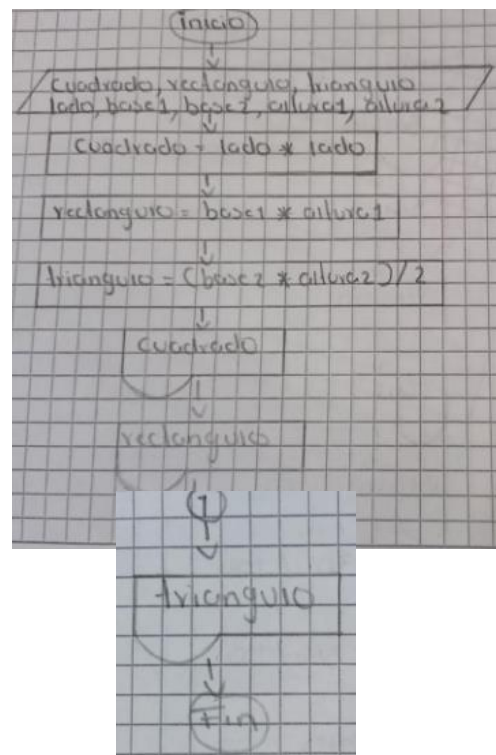 inicio
cuadrado, rectangulo, triangulo
lado, base1, base2, altura1, altura2
cuadrado = lado * lado
rectangulo = base1 * altura1
triangulo = (base2 * altura2)/2
cuadrado
rectangulo
1
triangulo
Fin